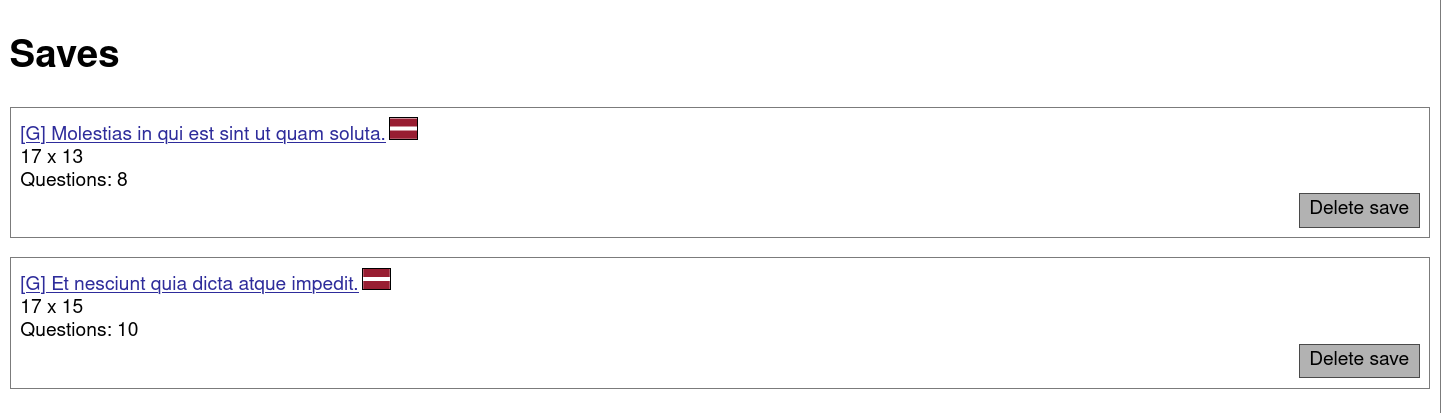 Saves
[G] Molestias in qui est sint ut quam soluta.
17 x 13
Questions: 8
Delete save
[G] Et nesciunt quia dicta atque impedit.
17 x 15
Questions: 10
Delete save